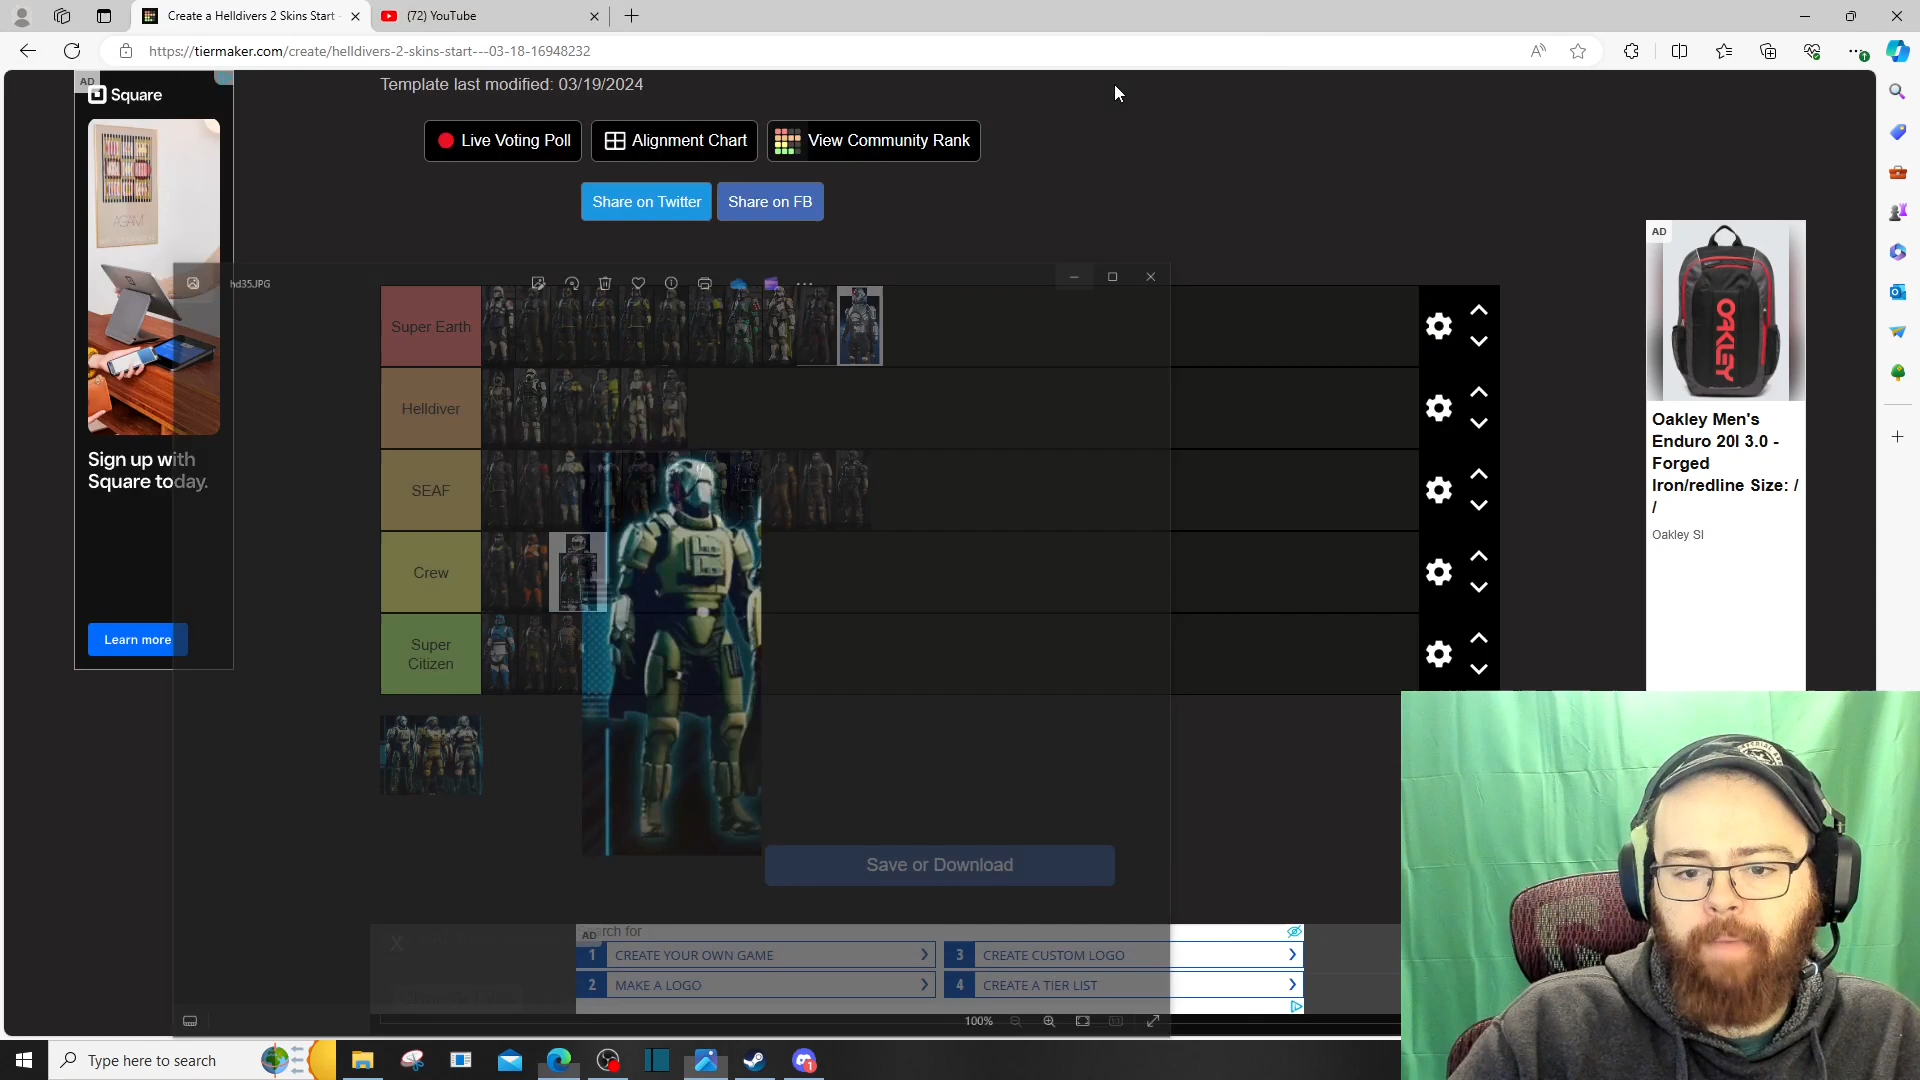 Create a Helldivers 2 Skins Start
(72) YouTube
https://tiermaker.com/create/helldivers-2-skins-start---03-18-16948232
AD
Square
Template last modified: 03/19/2024
Live Voting Poll
Alignment Chart
View Community Rank
Share on Twitter
Share on FB
hd35.JPG
Super Earth
Helldiver
SEAF
Crew
Super
Citizen
Sign up with
Square today.
Learn more
AD
OAKLEY
Oakley Men's
Enduro 20l 3.0 -
Forged
Iron/redline Size: /
/
Oakley SI
Save or Download
AD
rch for
1 CREATE YOUR OWN GAME
2 MAKE A LOGO
3 CREATE CUSTOM LOGO
4 CREATE A TIER LIST
X
100%
Type here to search